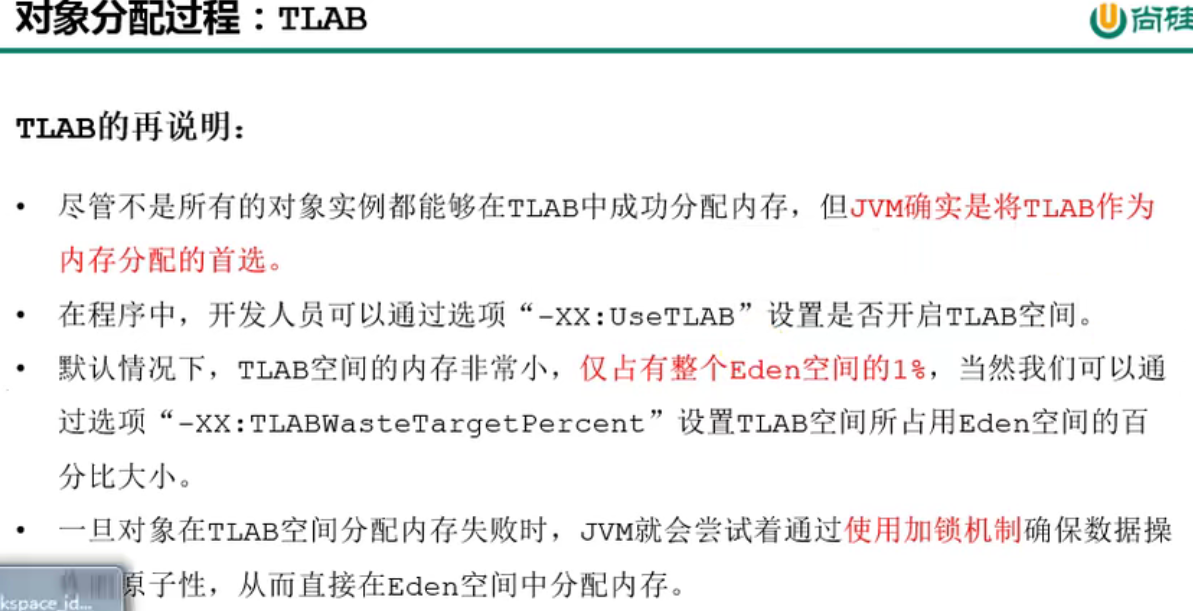 对象分配过程：TLAB
尚硅
TLAB的再说明：
• 尽管不是所有的对象实例都能够在TLAB中成功分配内存，但JVM确实是将TLAB作为
内存分配的首选。
• 在程序中，开发人员可以通过选项“-XX:UseTLAB”设置是否开启TLAB空间。
• 默认情况下，TLAB空间的内存非常小，仅占有整个Eden空间的1%，当然我们可以通
过选项“-XX:TLABWasteTargetPercent”设置TLAB空间所占用Eden空间的百
分比大小。
• 一旦对象在TLAB空间分配内存失败时，JVM就会尝试着通过使用加锁机制确保数据操
原子性，从而直接在Eden空间中分配内存。
kspace_id...